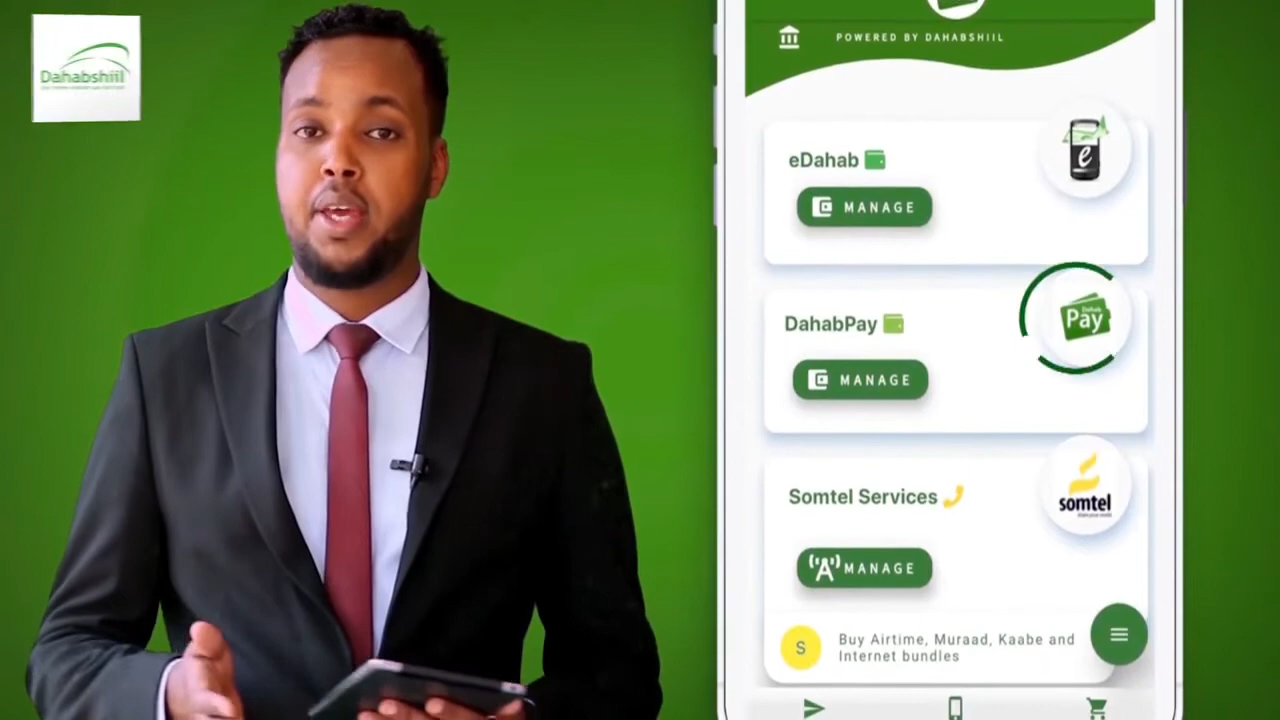 Dahabshiil
POWERED BY DAHABSHIIL
eDahab
e
MANAGE
DahabPay
Dahab
Pay
MANAGE
Somtel Services
somtel
MANAGE
S
Buy Airtime, Muraad, Kaabe and
Internet bundles